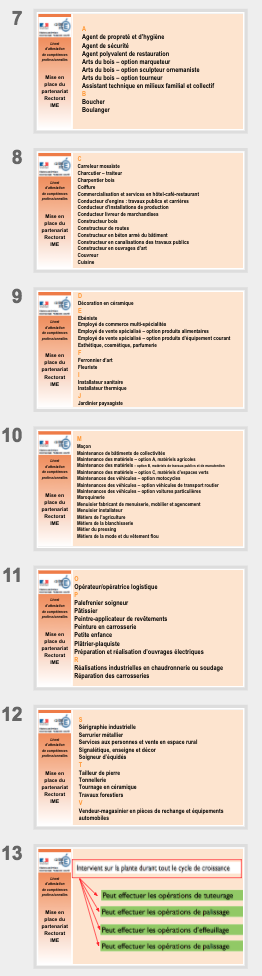 7
Livret
d'attestation
de compétences
professionnelles
Mise en
place du
partenariat
Rectorat
IME
A
Agent de propreté et d'hygiène
Agent de sécurité
Agent polyvalent de restauration
Arts du bois – option marqueteur
Arts du bois – option sculpteur ornemaniste
Arts du bois – option tourneur
Assistant technique en milieux familial et collectif
B
Boucher
Boulanger
8
Livret
d'attestation
de compétences
professionnelles
Mise en
place du
partenariat
Rectorat
IME
C
Carreleur mosaïste
Charcutier – traiteur
Charpentier bois
Coiffure
Commercialisation et services en hôtel-café-restaurant
Conducteur d'engins : travaux publics et carrières
Conducteur d'installations de production
Conducteur livreur de marchandises
Constructeur bois
Constructeur de routes
Constructeur en béton armé du bâtiment
Constructeur en canalisations des travaux publics
Constructeur en ouvrages d'art
Couvreur
Cuisine
9
Livret
d'attestation
de compétences
professionnelles
Mise en
place du
partenariat
Rectorat
IME
D
Décoration en céramique
E
Ebéniste
Employé de commerce multi-spécialités
Employé de vente spécialisé – option produits alimentaires
Employé de vente spécialisé – option produits d'équipement courant
Esthétique, cosmétique, parfumerie
F
Ferronnier d'art
Fleuriste
I
Installateur sanitaire
Installateur thermique
J
Jardinier paysagiste
10
Livret
d'attestation
de compétences
professionnelles
Mise en
place du
partenariat
Rectorat
IME
M
Maçon
Maintenance de bâtiments de collectivités
Maintenance des matériels – option A, matériels agricoles
Maintenance des matériels – option B, matériels de travaux publics et de manutention
Maintenance des matériels – option C, matériels d'espaces verts
Maintenance des véhicules – option motocycles
Maintenance des véhicules – option véhicules de transport routier
Maintenance des véhicules – option voitures particulières
Maroquinerie
Menuisier fabricant de menuiserie, mobilier et agencement
Menuisier installateur
Métiers de l'agriculture
Métiers de la blanchisserie
Métier du pressing
Métiers de la mode et du vêtement flou
11
Livret
d'attestation
de compétences
professionnelles
Mise en
place du
partenariat
Rectorat
IME
O
Opérateur/opératrice logistique
P
Palefrenier soigneur
Pâtissier
Peintre-applicateur de revêtements
Peinture en carrosserie
Petite enfance
Plâtrier-plaquiste
Préparation et réalisation d'ouvrages électriques
R
Réalisations industrielles en chaudronnerie ou soudage
Réparation des carrosseries
12
Livret
d'attestation
de compétences
professionnelles
Mise en
place du
partenariat
Rectorat
IME
S
Sérigraphie industrielle
Serrurier métallier
Services aux personnes et vente en espace rural
Signalétique, enseigne et décor
Soigneur d'équidés
T
Tailleur de pierre
Tonnellerie
Tournage en céramique
Travaux forestiers
V
Vendeur-magasinier en pièces de rechange et équipements
automobiles
13
Livret
d'attestation
de compétences
professionnelles
Mise en
place du
partenariat
Rectorat
IME
Intervient sur la plante durant tout le cycle de croissance
Peut effectuer les opérations de tuteurage
Peut effectuer les opérations de palissage
Peut effectuer les opérations d'effeuillage
Peut effectuer les opérations de palissage